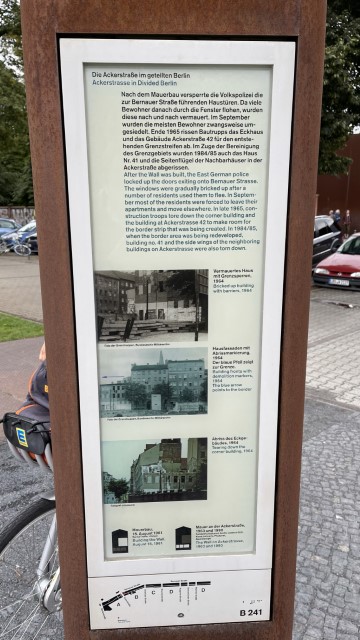 Die Ackerstraße im geteilten Berlin
Ackerstrasse in Divided Berlin
Nach dem Mauerbau versperrte die Volkspolizei die
zur Bernauer Straße führenden Haustüren. Da viele
Bewohner danach durch die Fenster flohen, wurden
diese nach und nach vermauert. Im September
wurden die meisten Bewohner zwangsweise um-
gesiedelt. Ende 1965 rissen Bautrupps das Eckhaus
und das Gebäude Ackerstraße 42 für den entste-
henden Grenzstreifen ab. Im Zuge der Bereinigung
des Grenzgebiets wurden 1984/85 auch das Haus
Nr. 41 und die Seitenflügel der Nachbarhäuser in der
Ackerstraße abgerissen.
After the Wall was built, the East German police
locked up the doors exiting onto Bernauer Strasse.
The windows were gradually bricked up after a
number of residents used them to flee. In Septem-
ber most of the residents were forced to leave their
apartments and move elsewhere. In late 1965, con-
struction troops tore down the corner building and
the building at Ackerstrasse 42 to make room for
the border strip that was being created. In 1984/85,
when the border area was being redeveloped,
building no. 41 and the side wings of the neighboring
buildings on Ackerstrasse were also torn down.
Vermauertes Haus
mit Grenzsperren,
1964
Bricked up building
with barriers, 1964
Hausfassaden mit
Abrissmarkierung,
1964
Der blaue Pfeil zeigt
zur Grenze.
Building fronts with
demolition markers,
1964
The blue arrow
points to the border
Abriss des Eckge-
bäudes, 1964
Tearing down the
corner building, 1964
Mauerbau,
Building the Wall
August 1961
Mauer an der Ackerstraße,
A B C D D
B 241